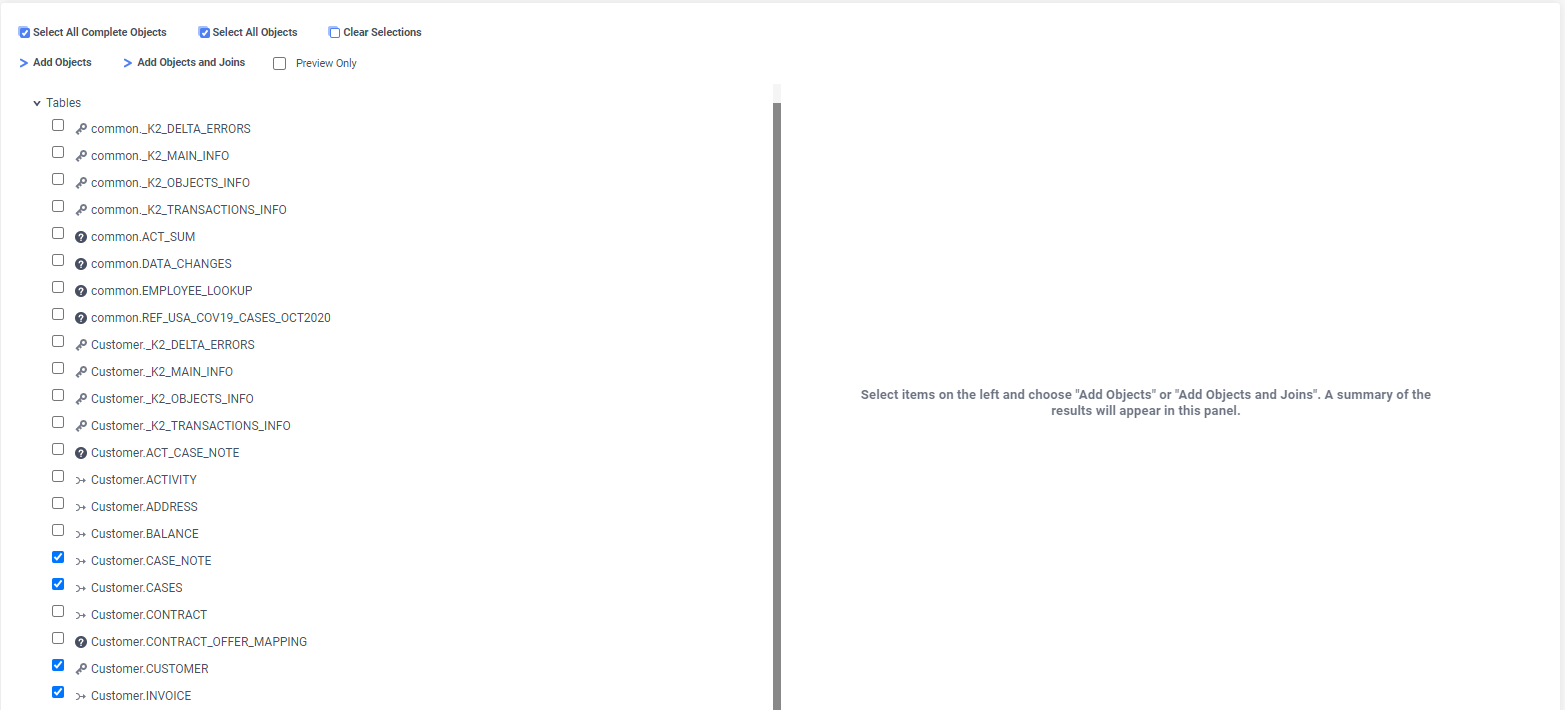 Select All Complete Objects Select All Objects Clear Selections
Add Objects Add Objects and Joins Preview Only
Tables
common._K2_DELTA_ERRORS
common._K2_MAIN_INFO
common._K2_OBJECTS_INFO
common._K2_TRANSACTIONS_INFO
common.ACT_SUM
common.DATA_CHANGES
common.EMPLOYEE_LOOKUP
common.REF_USA_COV19_CASES_OCT2020
Customer._K2_DELTA_ERRORS
Customer._K2_MAIN_INFO
Customer._K2_OBJECTS_INFO
Customer._K2_TRANSACTIONS_INFO
Customer.ACT_CASE_NOTE
Customer.ACTIVITY
Customer.ADDRESS
Customer.BALANCE
Customer.CASE_NOTE
Customer.CASES
Customer.CONTRACT
Customer.CONTRACT_OFFER_MAPPING
Customer.CUSTOMER
Customer.INVOICE
Select items on the left and choose "Add Objects" or "Add Objects and Joins". A summary of the
results will appear in this panel.